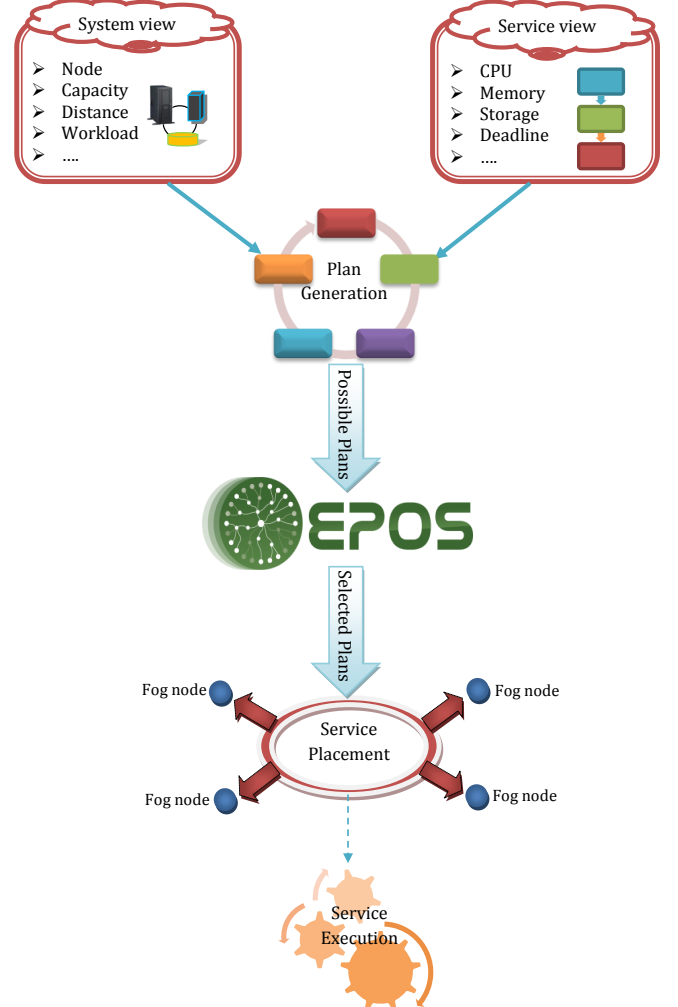 System view
Node
Capacity
Distance
Workload
....
Service view
CPU
Memory
Storage
Deadline
....
Plan
Generation
Possible Plans
EPOS
Selected Plans
Fog node
Fog node
Service
Placement
Fog node
Fog node
Service
Execution